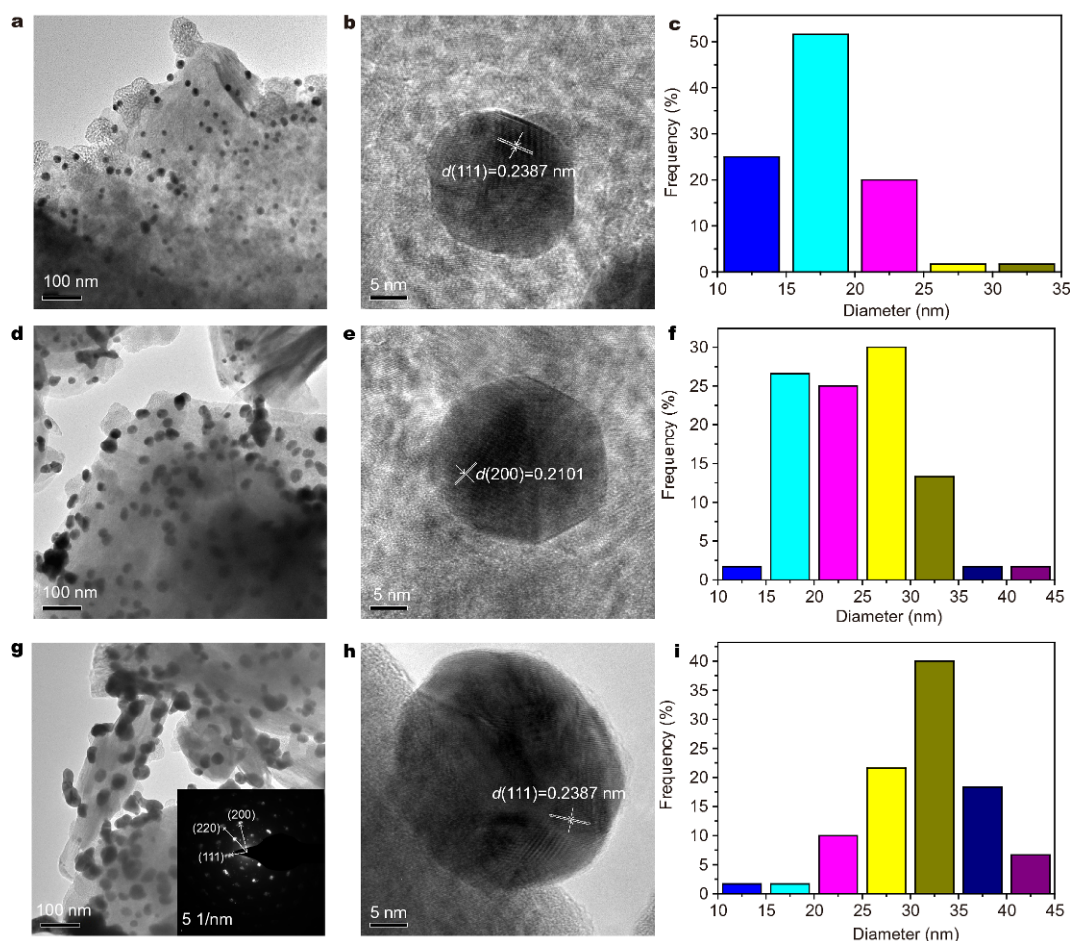 a
100 nm
b
d(111)=0.2387 nm
5 nm
c
Frequency (%)
50
40
30
20
10
0
10 15 20 25 30 35
Diameter (nm)
d
100 nm
e
d(200)=0.2101
5 nm
f
Frequency (%)
30
25
20
15
10
5
0
10 15 20 25 30 35 40 45
Diameter (nm)
g
100 nm
(200)
(220)
(111)
5 1/nm
h
d(111)=0.2387 nm
5 nm
i
Frequency (%)
40
35
30
25
20
15
10
5
0
10 15 20 25 30 35 40 45
Diameter (nm)